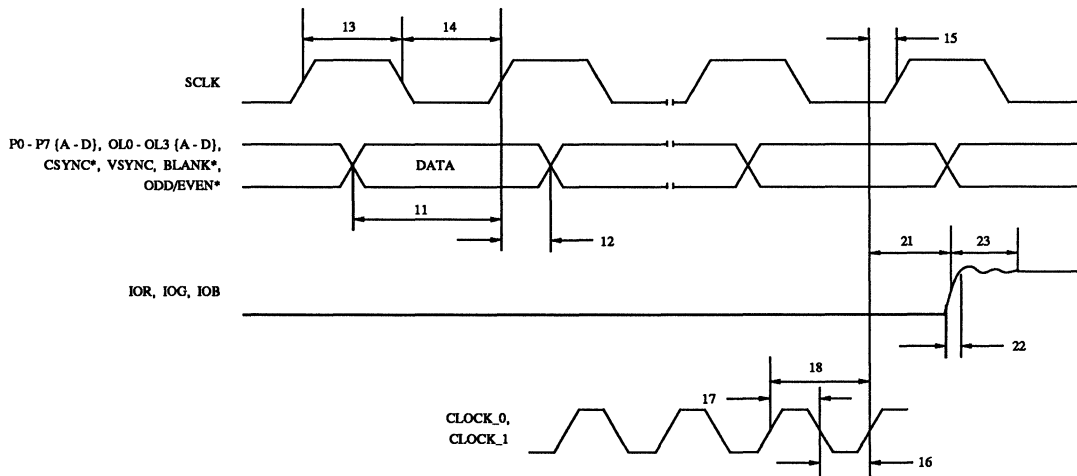 13
14
15
SCLK
P0 - P7 {A - D}, OL0 - OL3 {A - D},
CSYNC*, VSYNC, BLANK*,
ODD/EVEN*
DATA
11
12
21
23
IOR, IOG, IOB
22
18
17
CLOCK_0,
CLOCK_1
16